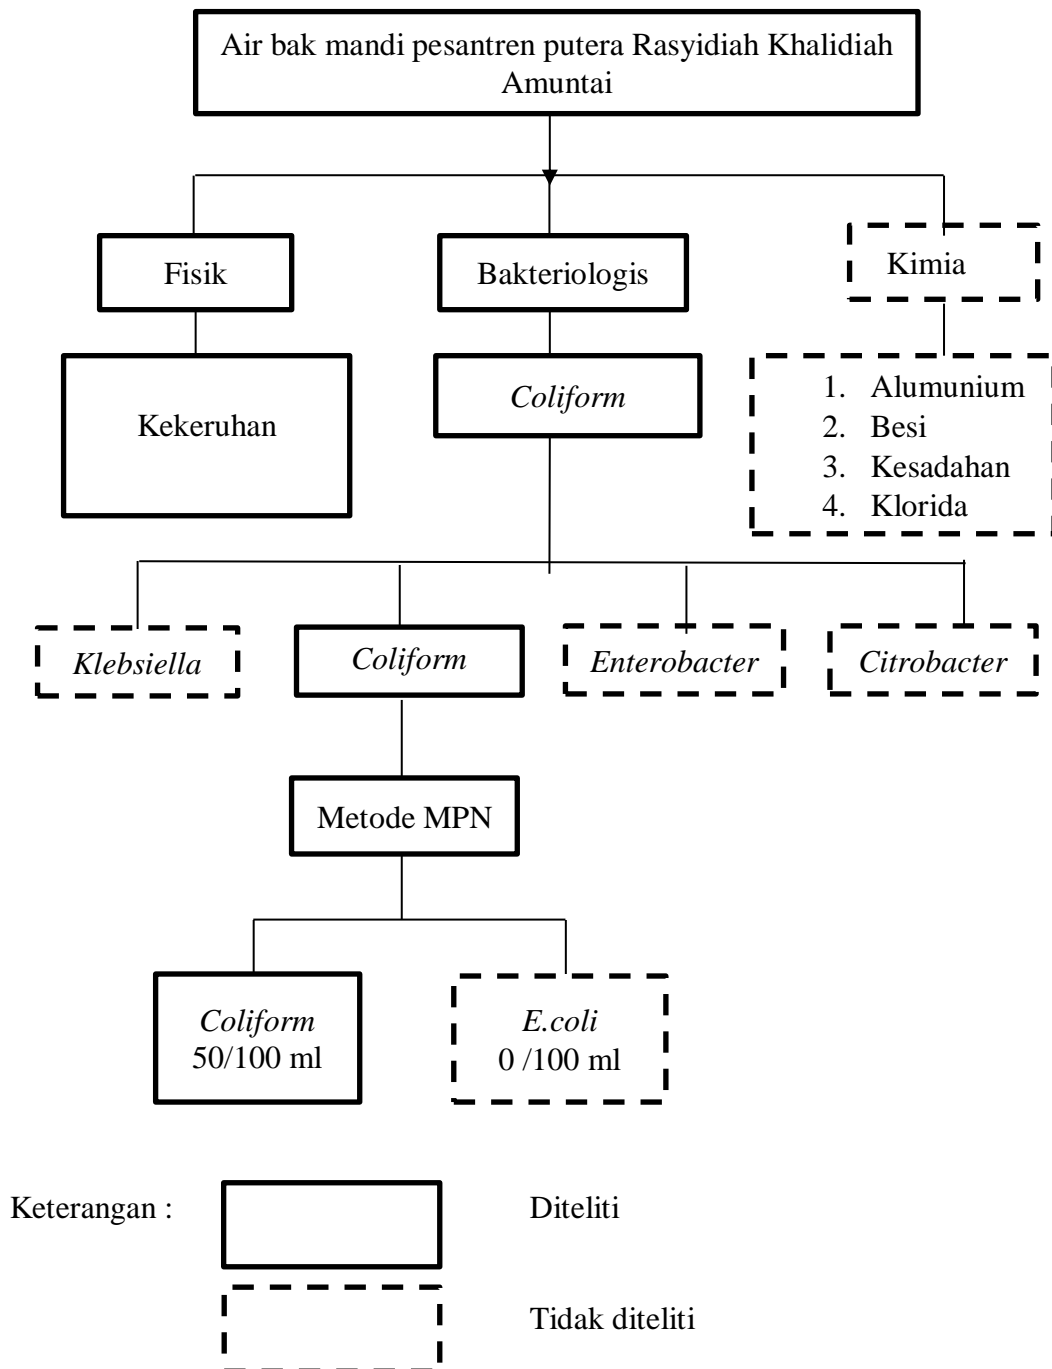 Air bak mandi pesantren putera Rasyidiah Khalidiah
Amuntai
Fisik
Bakteriologis
Kimia
Kekeruhan
Coliform
1. Alumunium
2. Besi
3. Kesadahan
4. Klorida
Klebsiella
Coliform
Enterobacter
Citrobacter
Metode MPN
Coliform
50/100 ml
E.coli
0 /100 ml
Keterangan :
Diteliti
Tidak diteliti